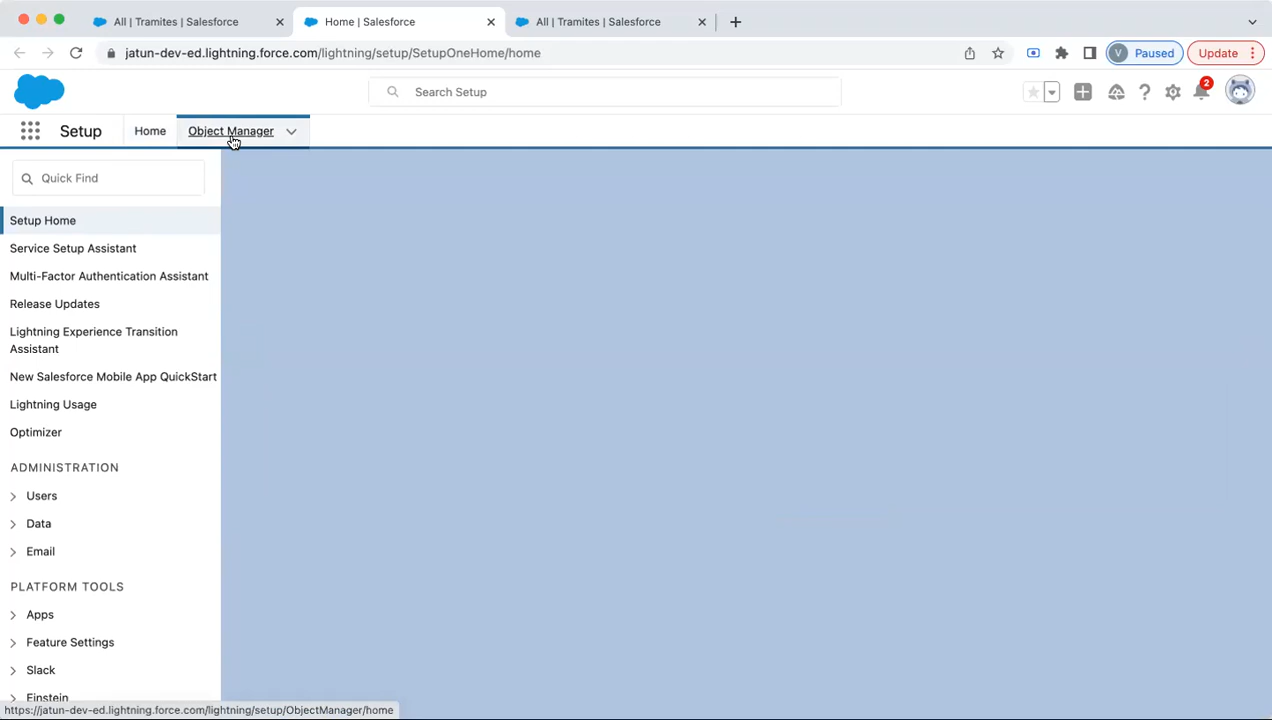 All | Tramites | Salesforce
Home | Salesforce
All | Tramites | Salesforce
jatun-dev-ed.lightning.force.com/lightning/setup/SetupOneHome/home
V Paused
Update
Search Setup
2
Setup
Home
Object Manager
Quick Find
Setup Home
Service Setup Assistant
Multi-Factor Authentication Assistant
Release Updates
Lightning Experience Transition
Assistant
New Salesforce Mobile App QuickStart
Lightning Usage
Optimizer
ADMINISTRATION
Users
Data
Email
PLATFORM TOOLS
Apps
Feature Settings
Slack
Einstein
https://jatun-dev-ed.lightning.force.com/lightning/setup/ObjectManager/home